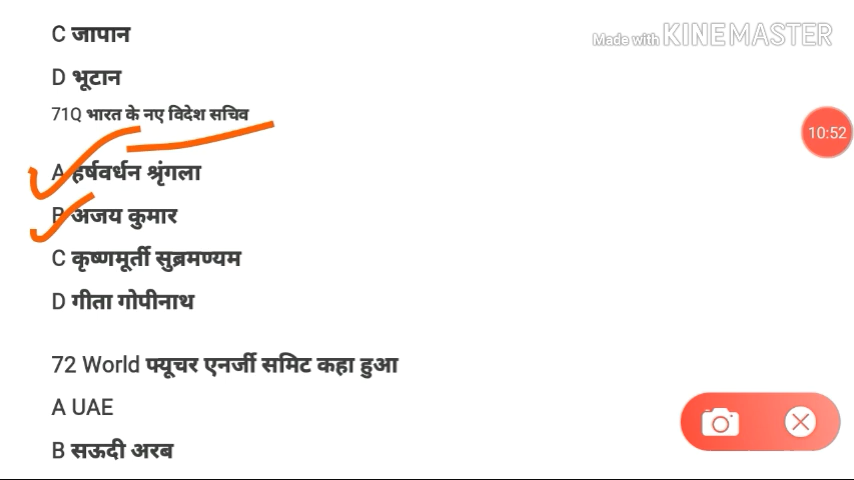 C जापान
Made with KINEMASTER
D भूटान
71Q भारत के नए विदेश सचिव
10:52
A हर्षवर्धन श्रृंगला
B अजय कुमार
C कृष्णमूर्ती सुब्रमण्यम
D गीता गोपीनाथ
72 World फ्यूचर एनर्जी समिट कहा हुआ
A UAE
B सऊदी अरब